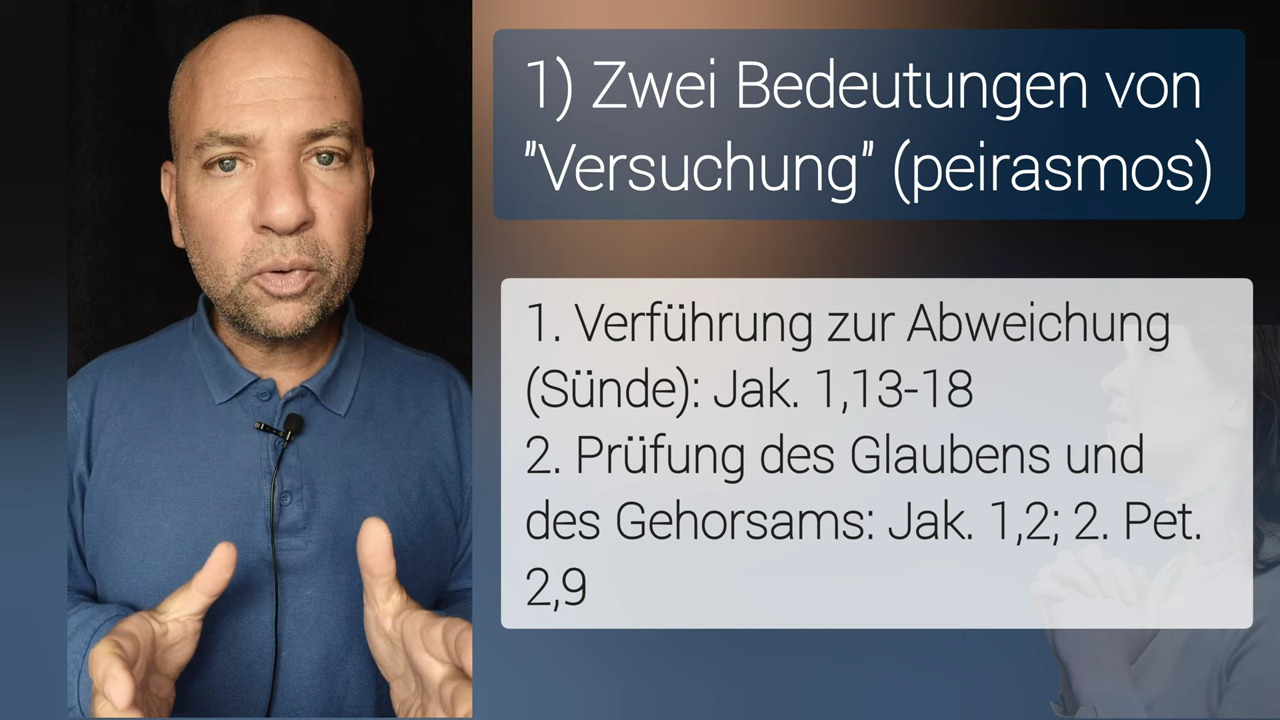 1) Zwei Bedeutungen von
"Versuchung" (peirasmos)
1. Verführung zur Abweichung
(Sünde): Jak. 1,13-18
2. Prüfung des Glaubens und
des Gehorsams: Jak. 1,2; 2. Pet.
2,9